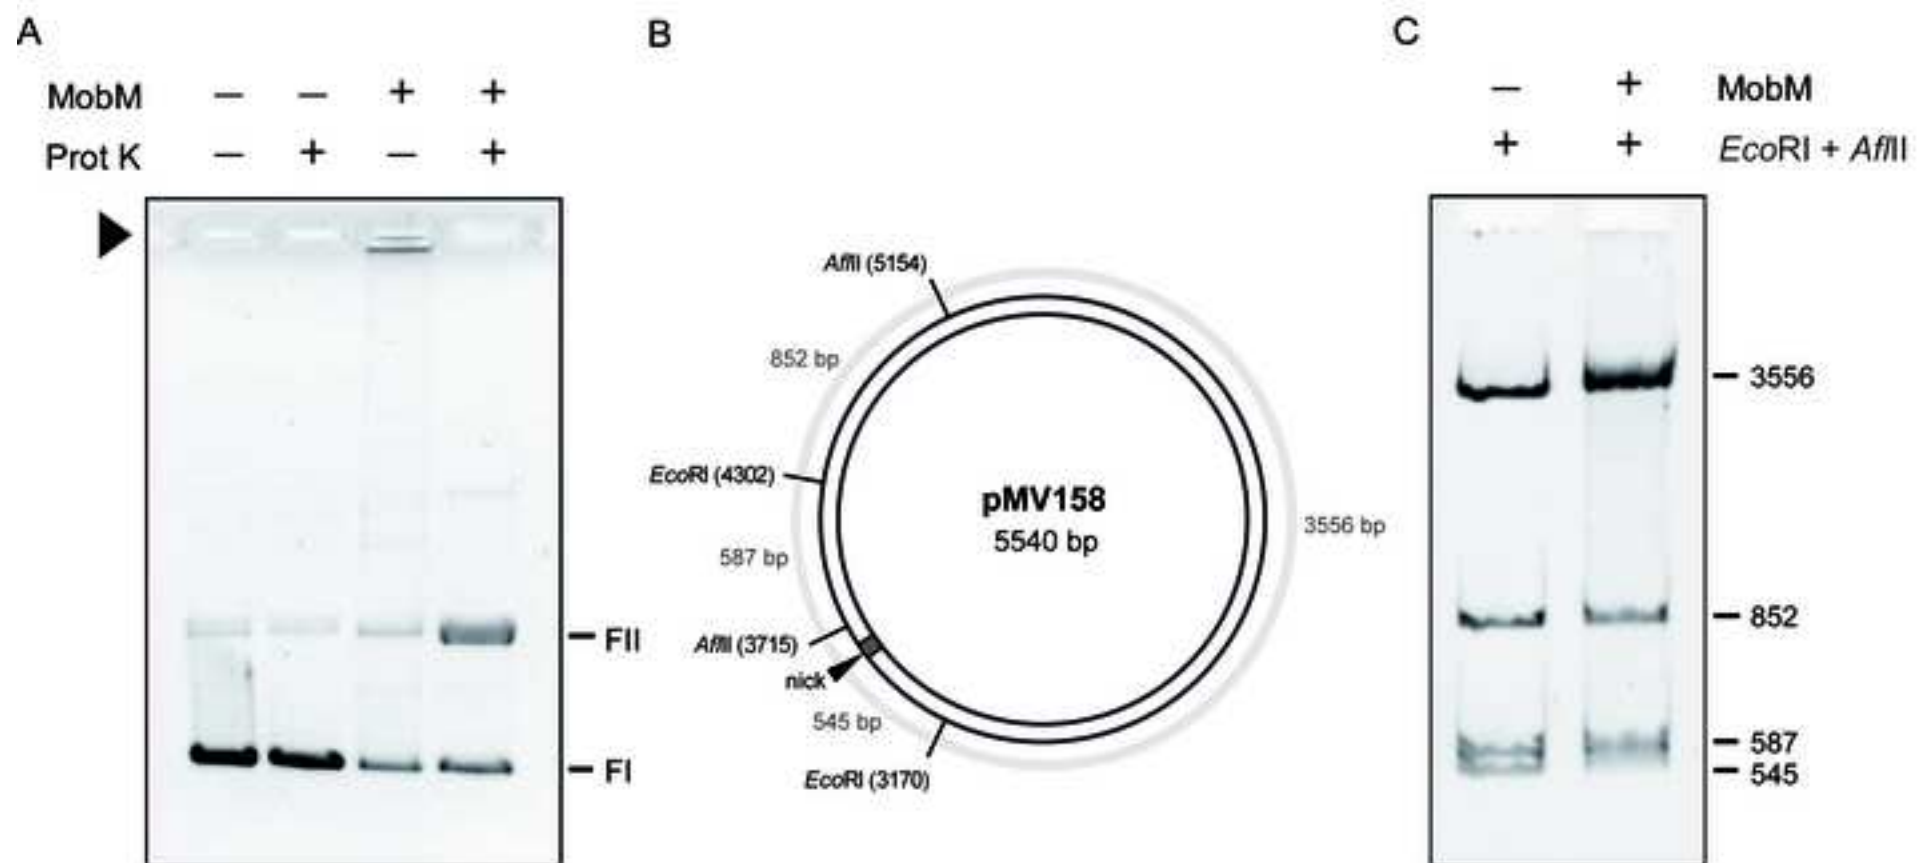 A
MobM – – + +
Prot K – + – +
FII
FI
B
AflII (5154)
852 bp
EcoRI (4302)
pMV158
5540 bp
3556 bp
587 bp
AflII (3715)
nick
545 bp
EcoRI (3170)
C
– + MobM
+ + EcoRI + AflII
3556
852
587
545